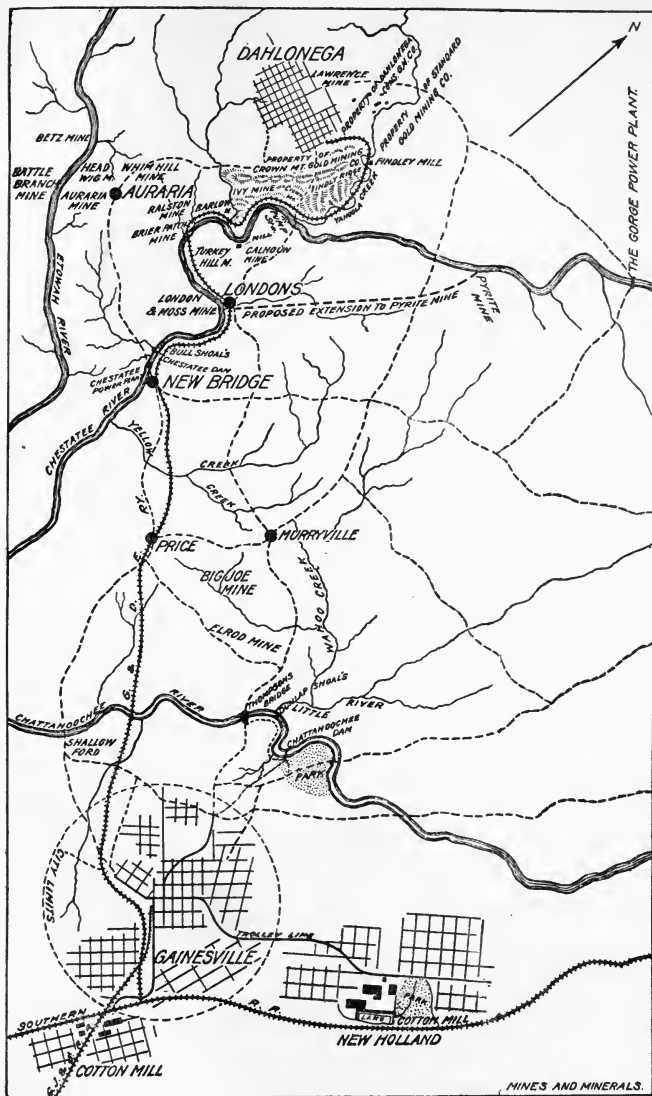 N
DAHLONEGA
LAWRENCE
MINE
PROPERTY OF DAHLONEGA
CONS. G. M. CO.
PROPERTY OF STANDARD
GOLD MINING CO.
THE GORGE POWER PLANT.
BETZ MINE
BATTLE
BRANCH
MINE
HEAD
WIG M.
WHIM HILL
MINE
AURARIA
MINE
AURARIA
PROPERTY OF
CROWN MT. GOLD MINING
CO.
IVY MINE
FINDLEY RIDGE
FINDLEY MILL
YAHOOLA CREEK
RALSTON
MINE
BARLOW
BRIER PATCH
MINE
MILL
TURKEY
HILL M.
CALHOUN
MINE
ETOWAH RIVER
LONDON
& MOSS MINE
LONDONS
PROPOSED EXTENSION TO PYRITE MINE
PYRITE
MINE
BULL SHOAL'S
CHESTATEE DAM
CHESTATEE
POWER PLANT
NEW BRIDGE
CHESTATEE RIVER
YELLOW
CREEK
CREEK
G. & D. E. RY.
PRICE
MURRYVILLE
BIG JOE
MINE
WAHOO CREEK
ELROD MINE
CHATTAHOOCHEE RIVER
THOMPSONS
BRIDGE
DUNLAP SHOAL'S
LITTLE RIVER
CHATTAHOOCHEE
DAM
SHALLOW
FORD
PARK
CITY LIMITS
TROLLEY LINE
GAINESVILLE
PARK
SOUTHERN R. R.
LAKE
COTTON MILL
NEW HOLLAND
COTTON MILL
MINES AND MINERALS.